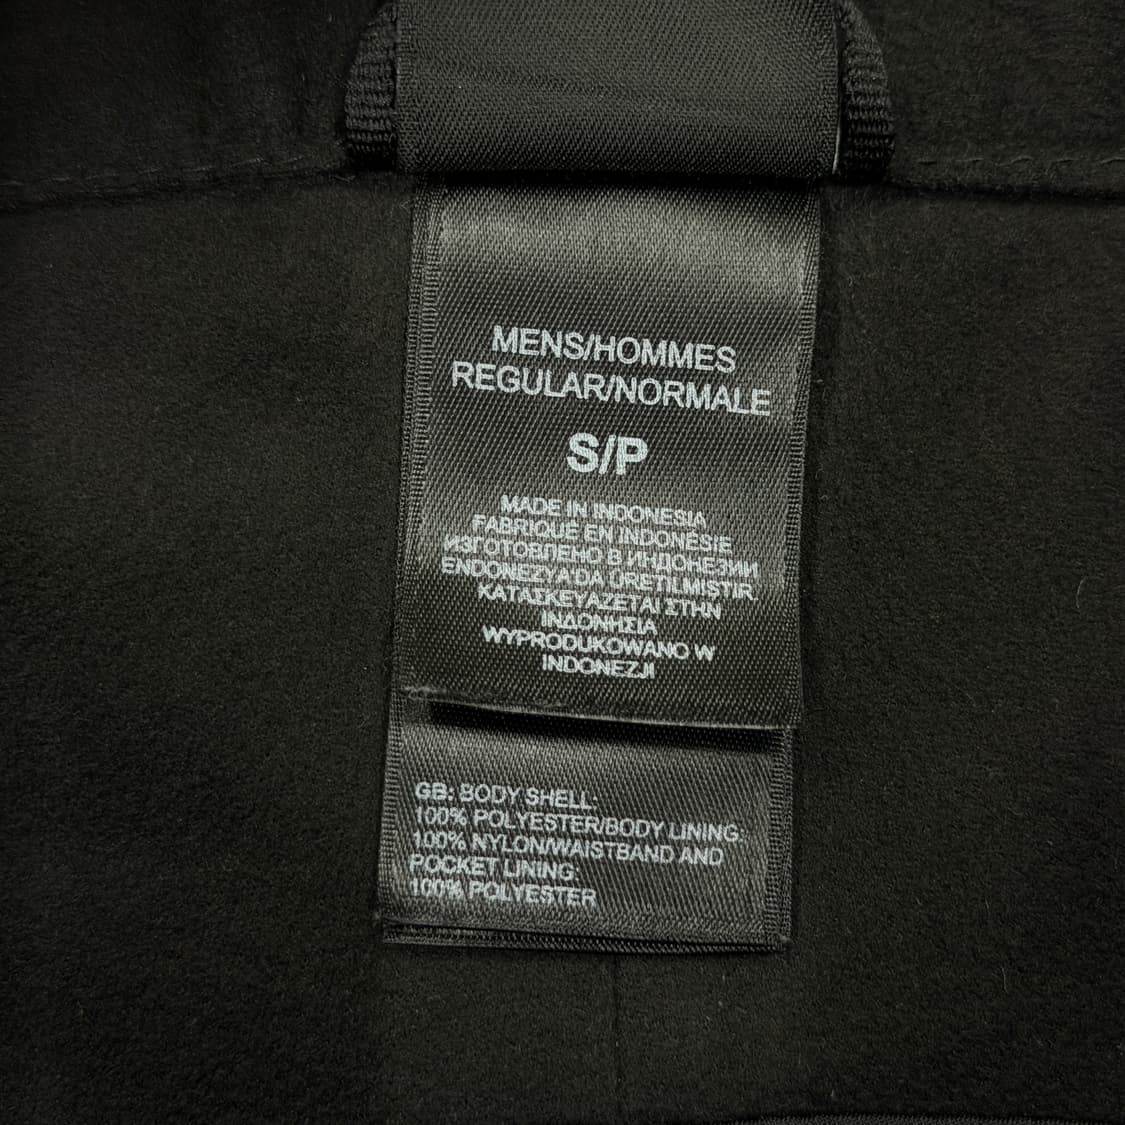 MENS/HOMMES
REGULAR/NORMALE
S/P
MADE IN INDONESIA
FABRIQUÉ EN INDONÉSIE
ИЗГОТОВЛЕНО В ИНДОНЕЗИИ
ENDONEZYA'DA ÜRETILMISTIR.
ΚΑΤΑΣΚΕΥΑΖΕΤΑΙ ΣΤΗΝ
ΙΝΔΟΝΗΣΙΑ
WYPRODUKOWANO W
INDONEZJI
GB: BODY SHELL:
100% POLYESTER/BODY LINING:
100% NYLON/WAISTBAND AND
POCKET LINING:
100% POLYESTER